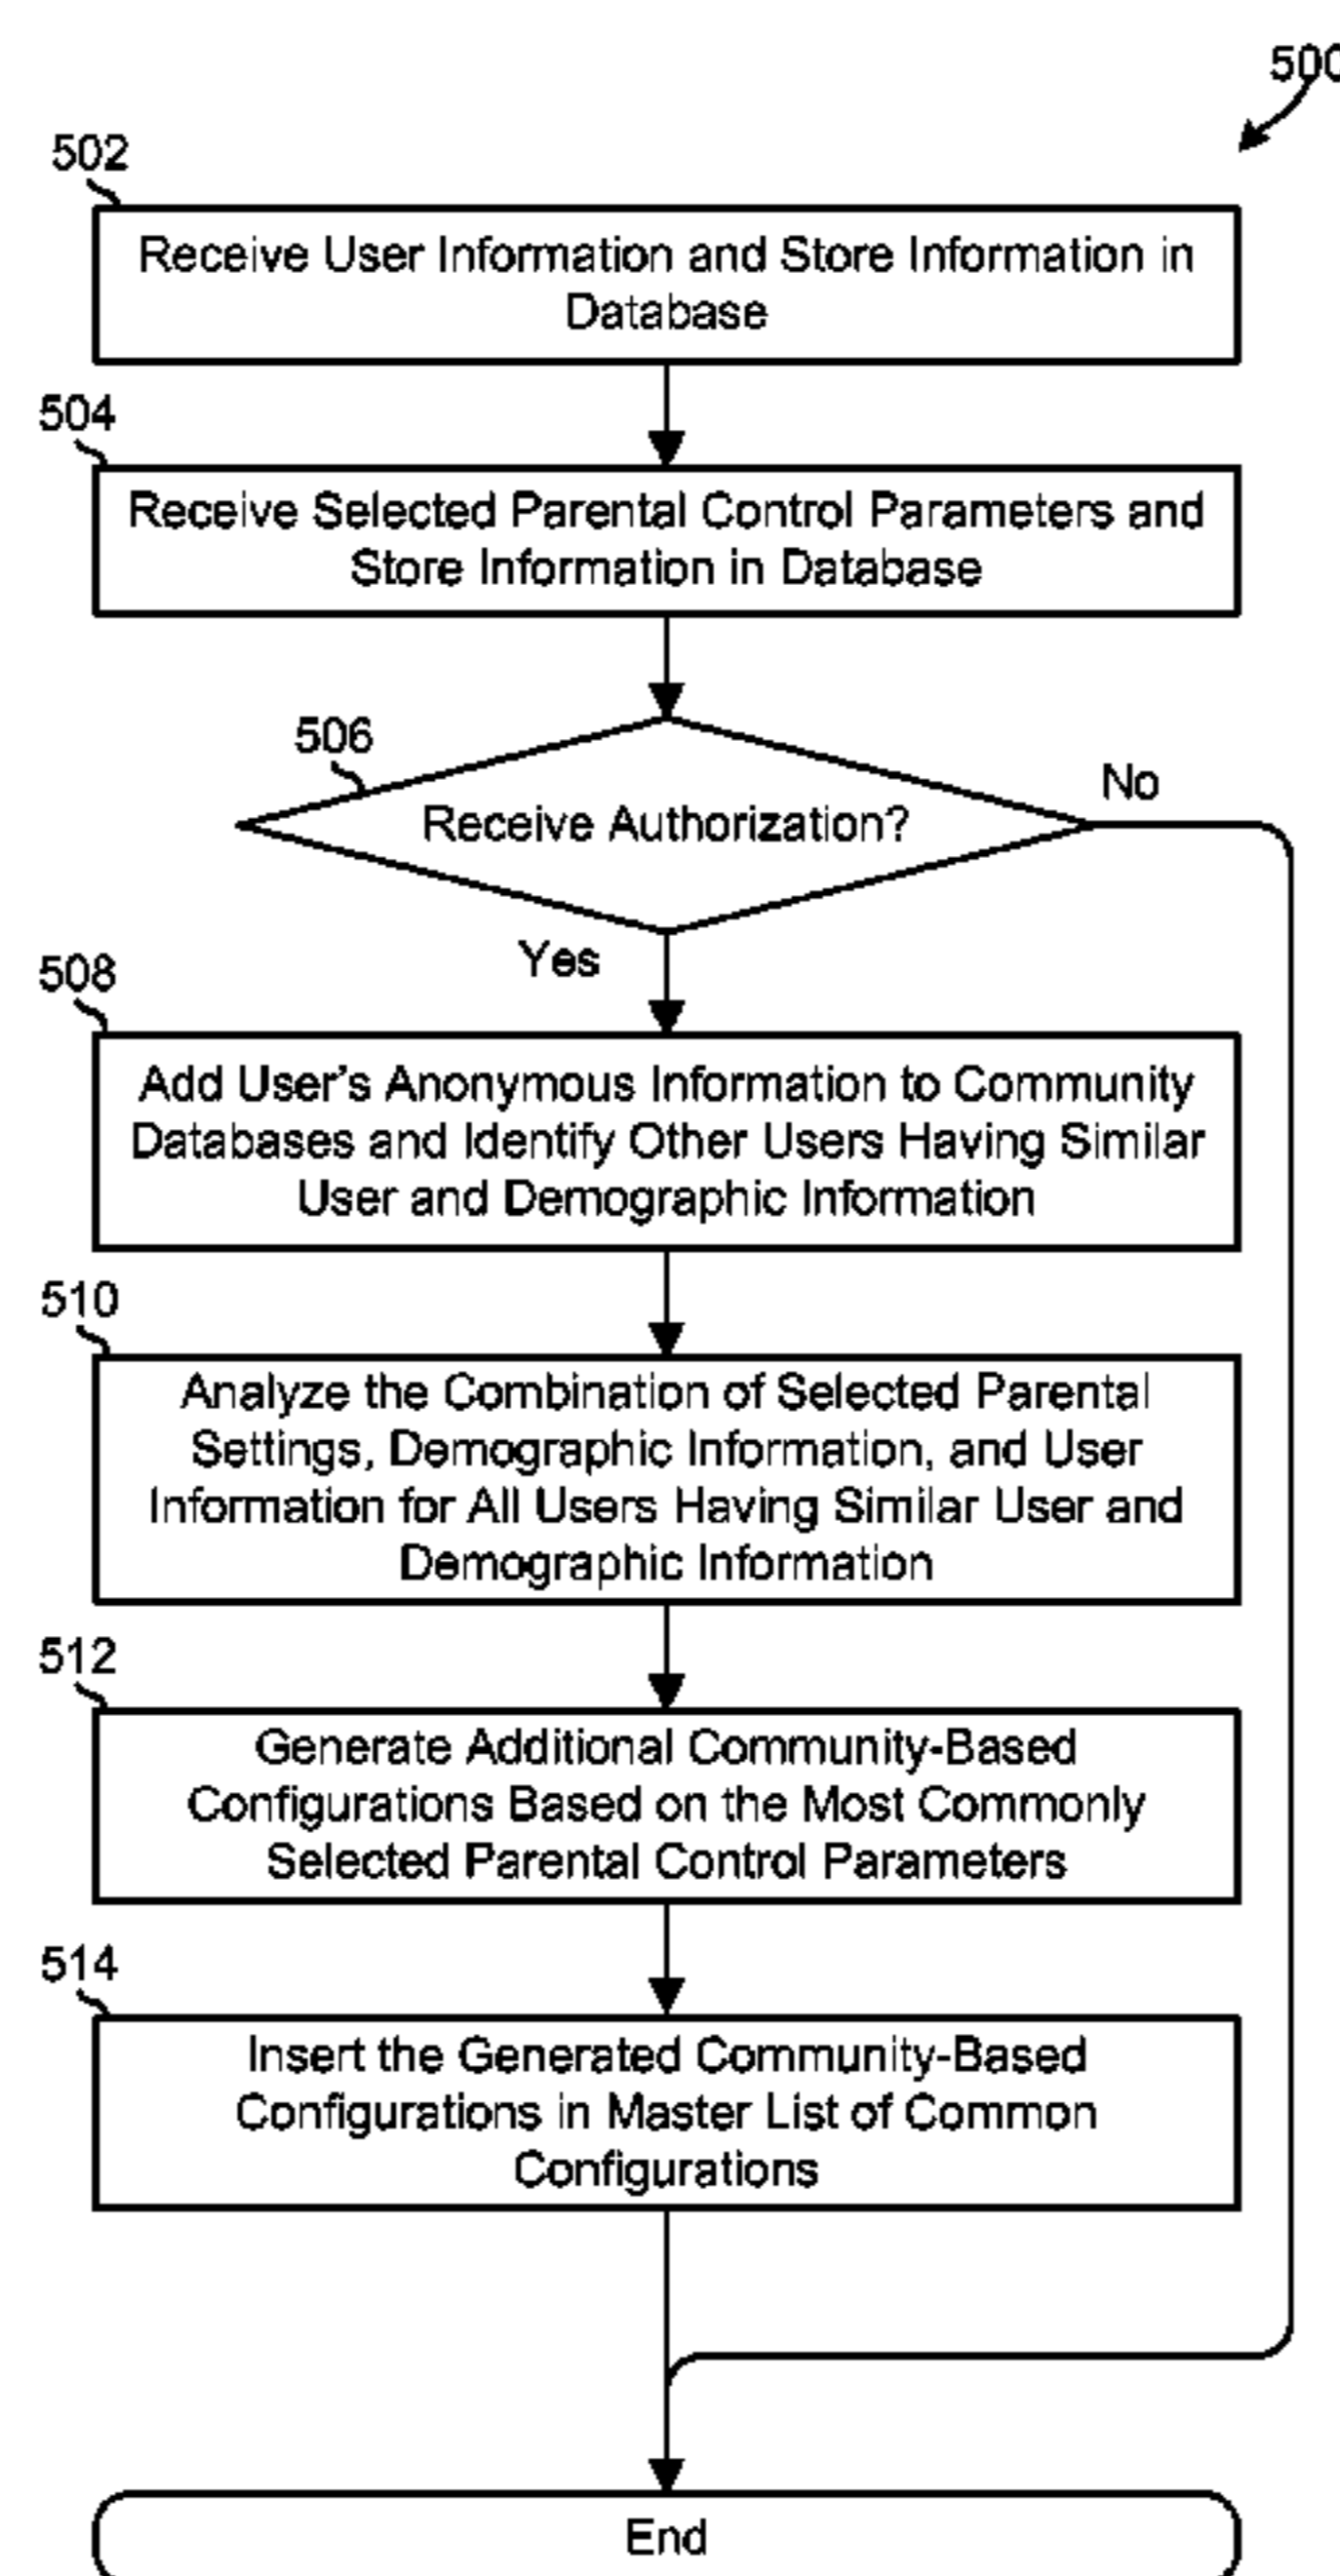 500
502
Receive User Information and Store Information in
Database
504
Receive Selected Parental Control Parameters and
Store Information in Database
506
Receive Authorization?
No
Yes
508
Add User's Anonymous Information to Community
Databases and Identify Other Users Having Similar
User and Demographic Information
510
Analyze the Combination of Selected Parental
Settings, Demographic Information, and User
Information for All Users Having Similar User and
Demographic Information
512
Generate Additional Community-Based
Configurations Based on the Most Commonly
Selected Parental Control Parameters
514
Insert the Generated Community-Based
Configurations in Master List of Common
Configurations
End